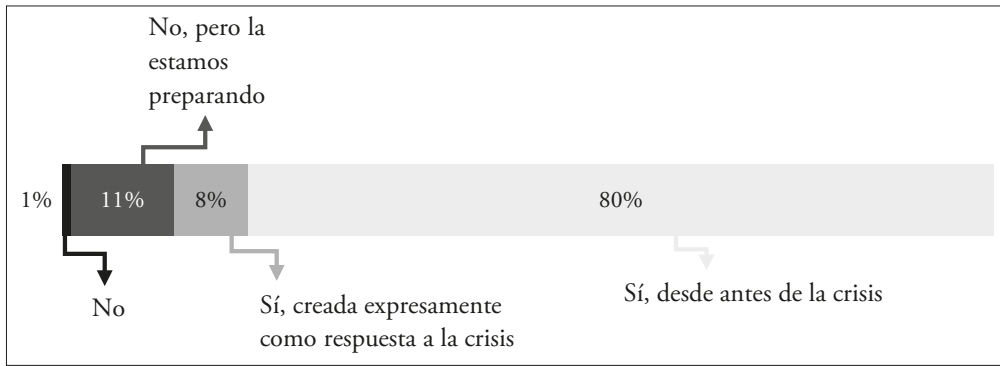 No, pero la
estamos
preparando
1%
11%
8%
80%
No
Sí, creada expresamente
como respuesta a la crisis
Sí, desde antes de la crisis